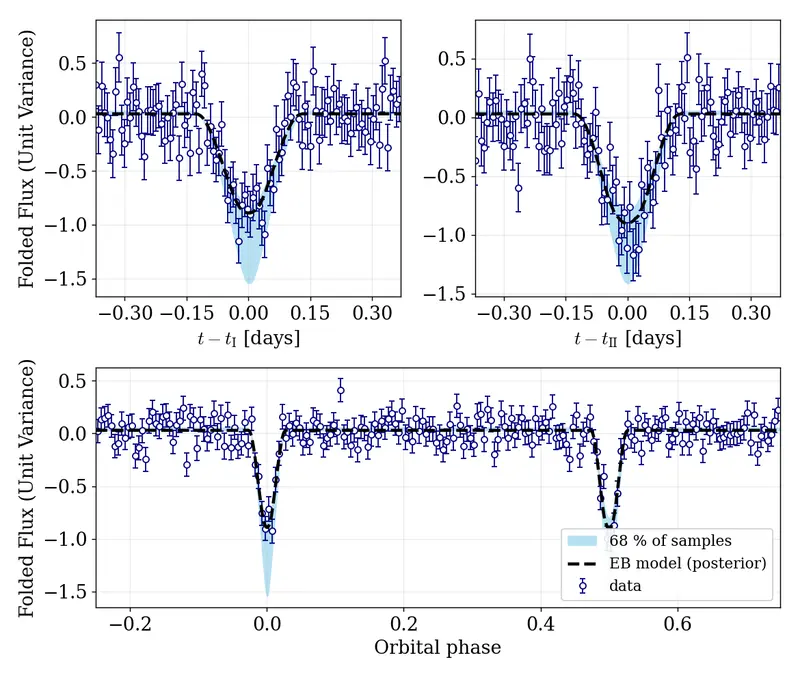 Folded Flux (Unit Variance)
0.5
0.0
−0.5
−1.0
−1.5
−0.30 −0.15 0.00 0.15 0.30
t − t_I [days]
0.5
0.0
−0.5
−1.0
−1.5
−0.30 −0.15 0.00 0.15 0.30
t − t_II [days]
Folded Flux (Unit Variance)
0.5
0.0
−0.5
−1.0
−1.5
68 % of samples
EB model (posterior)
data
−0.2 0.0 0.2 0.4 0.6
Orbital phase